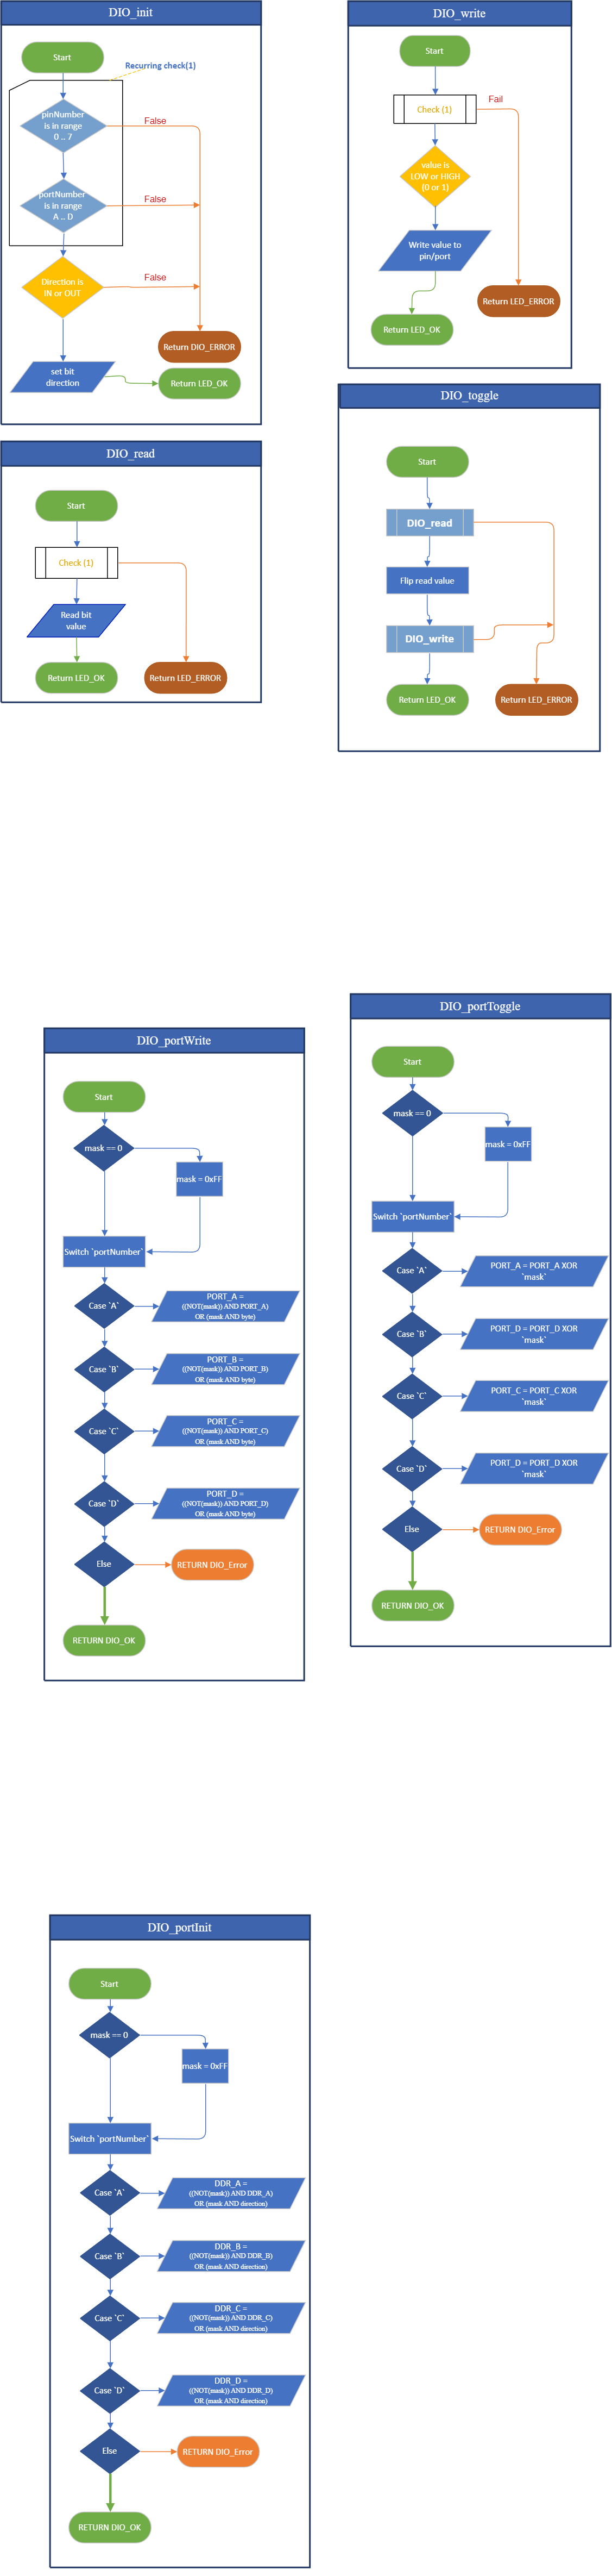 DIO_init
Start
Recurring check(1)
pinNumber
is in range
0 .. 7
False
portNumber
is in range
A .. D
False
Direction is
IN or OUT
False
Return DIO_ERROR
set bit
direction
Return LED_OK
DIO_write
Start
Check (1)
Fail
value is
LOW or HIGH
(0 or 1)
Write value to
pin/port
Return LED_ERROR
Return LED_OK
DIO_read
Start
Check (1)
Read bit
value
Return LED_OK
Return LED_ERROR
DIO_toggle
Start
DIO_read
Flip read value
DIO_write
Return LED_OK
Return LED_ERROR
DIO_portWrite
Start
mask == 0
mask = 0xFF
Switch `portNumber`
Case `A`
PORT_A =
((NOT(mask)) AND PORT_A)
OR (mask AND byte)
Case `B`
PORT_B =
((NOT(mask)) AND PORT_B)
OR (mask AND byte)
Case `C`
PORT_C =
((NOT(mask)) AND PORT_C)
OR (mask AND byte)
Case `D`
PORT_D =
((NOT(mask)) AND PORT_D)
OR (mask AND byte)
Else
RETURN DIO_Error
RETURN DIO_OK
DIO_portToggle
Start
mask == 0
mask = 0xFF
Switch `portNumber`
Case `A`
PORT_A = PORT_A XOR
`mask`
Case `B`
PORT_D = PORT_D XOR
`mask`
Case `C`
PORT_C = PORT_C XOR
`mask`
Case `D`
PORT_D = PORT_D XOR
`mask`
Else
RETURN DIO_Error
RETURN DIO_OK
DIO_portInit
Start
mask == 0
mask = 0xFF
Switch `portNumber`
Case `A`
DDR_A =
((NOT(mask)) AND DDR_A)
OR (mask AND direction)
Case `B`
DDR_B =
((NOT(mask)) AND DDR_B)
OR (mask AND direction)
Case `C`
DDR_C =
((NOT(mask)) AND DDR_C)
OR (mask AND direction)
Case `D`
DDR_D =
((NOT(mask)) AND DDR_D)
OR (mask AND direction)
Else
RETURN DIO_Error
RETURN DIO_OK